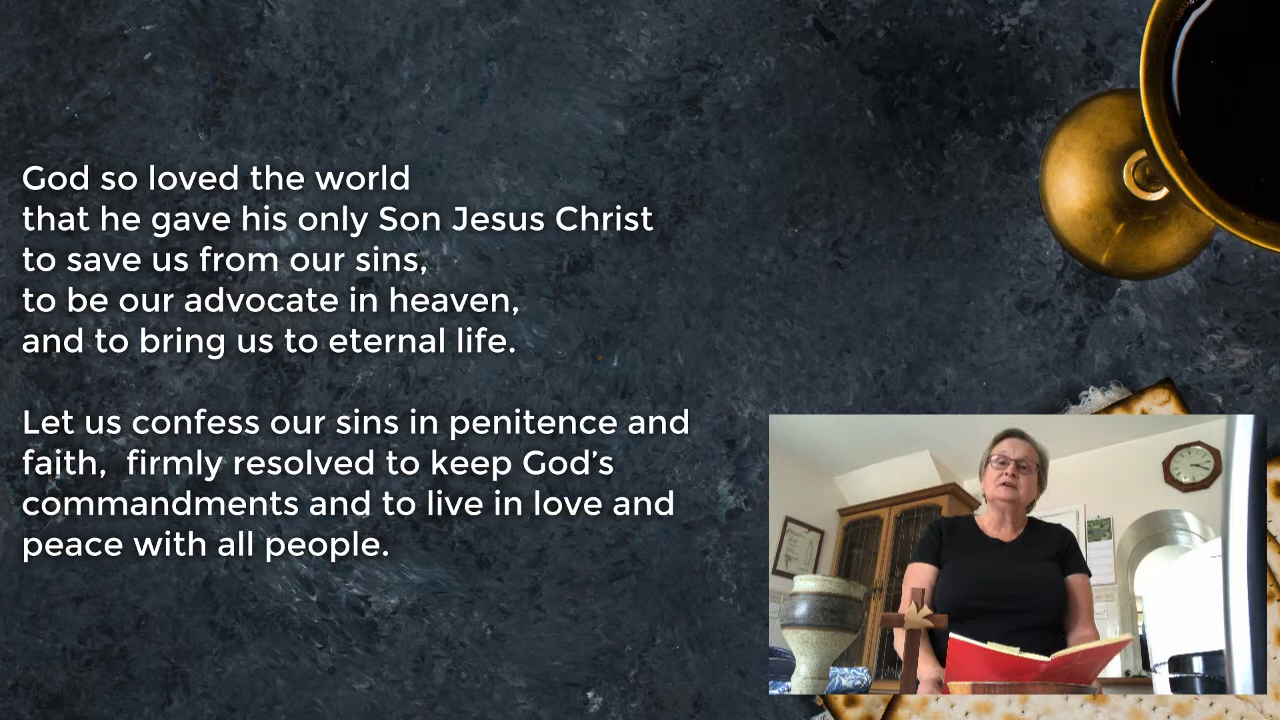 God so loved the world
that he gave his only Son Jesus Christ
to save us from our sins,
to be our advocate in heaven,
and to bring us to eternal life.
Let us confess our sins in penitence and
faith,  firmly resolved to keep God’s
commandments and to live in love and
peace with all people.